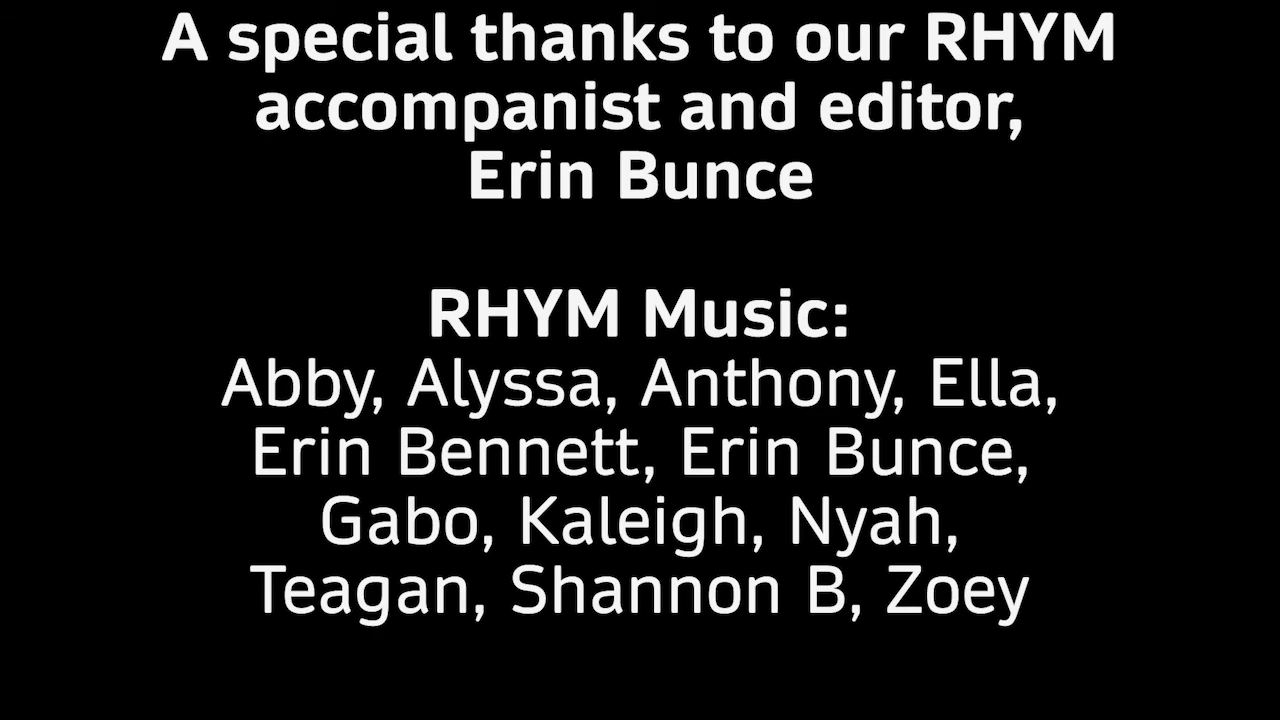 A special thanks to our RHYM
accompanist and editor,
Erin Bunce
RHYM Music:
Abby, Alyssa, Anthony, Ella,
Erin Bennett, Erin Bunce,
Gabo, Kaleigh, Nyah,
Teagan, Shannon B, Zoey